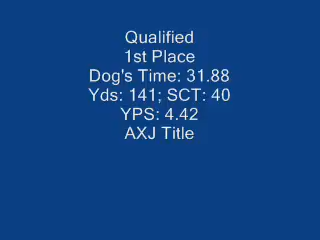 Qualified
1st Place
Dog's Time: 31.88
Yds: 141; SCT: 40
YPS: 4.42
AXJ Title